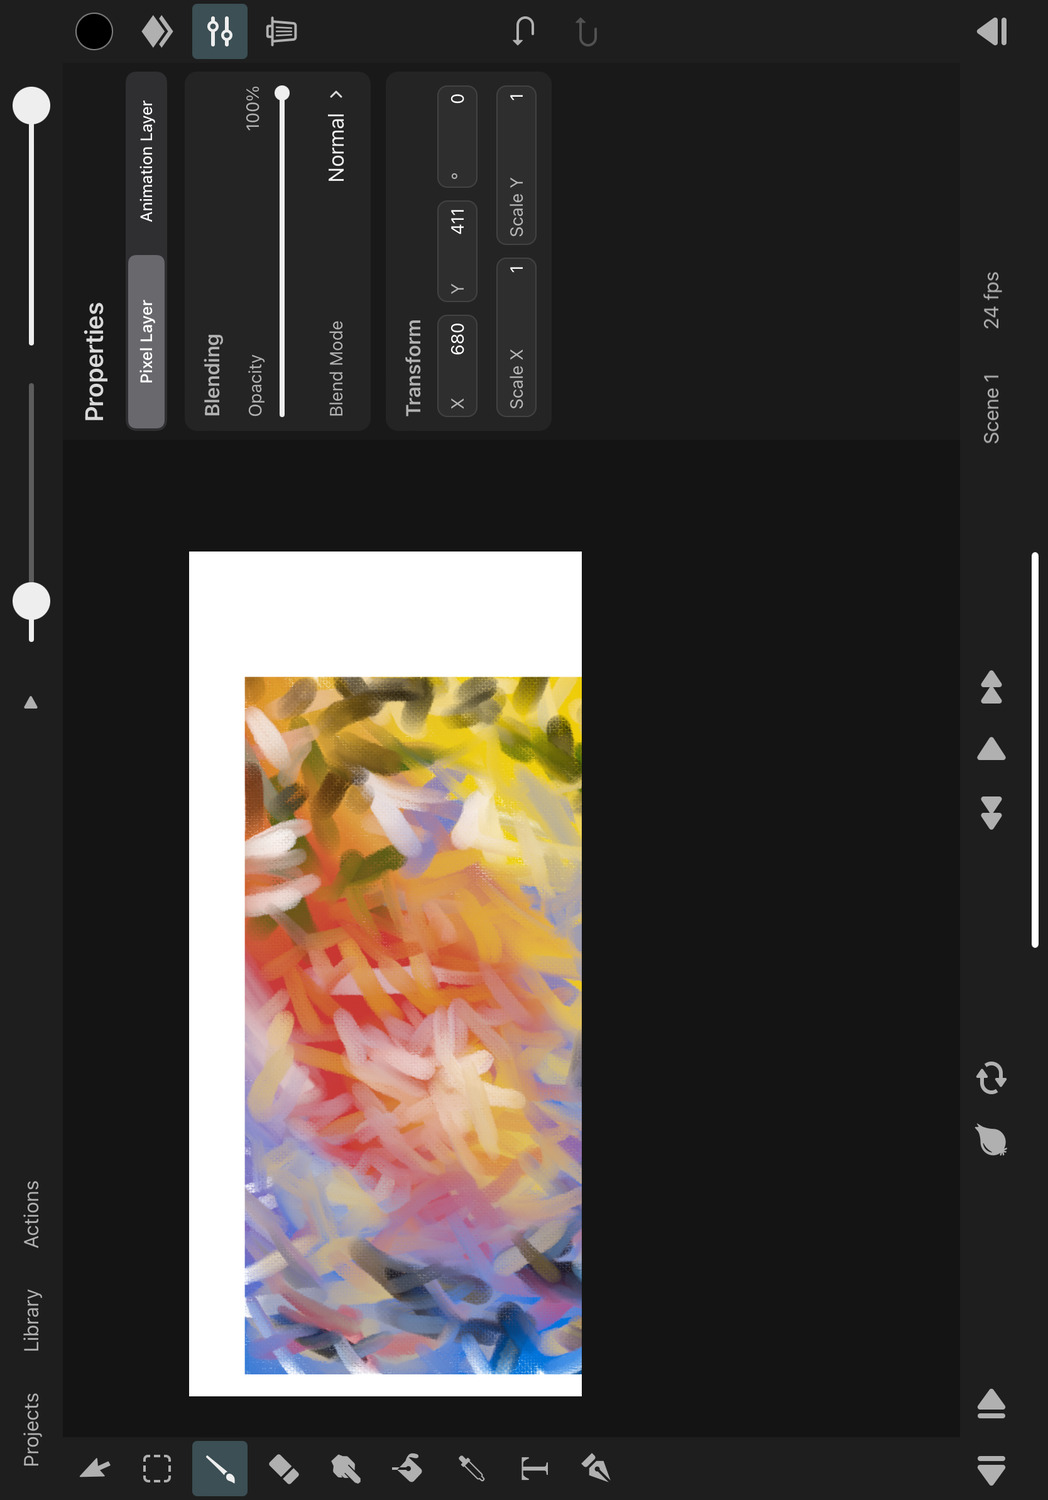 Projects Library Actions
Properties
Pixel Layer Animation Layer
Blending
Opacity 100%
Blend Mode Normal
Transform
X 680 Y 411 ° 0
Scale X 1 Scale Y 1
T
Scene 1 24 fps